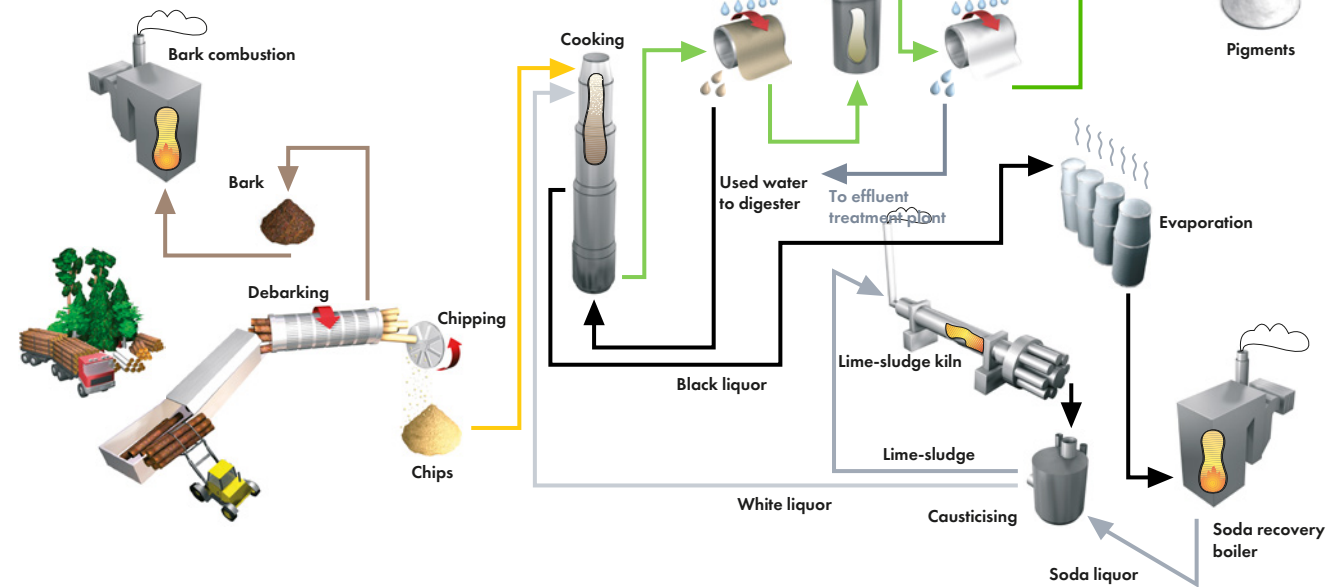 Cooking
Pigments
Bark combustion
Bark
Used water
to digester
To effluent
treatment plant
Evaporation
Debarking
Chipping
Lime-sludge kiln
Black liquor
Chips
Lime-sludge
White liquor
Causticising
Soda recovery
boiler
Soda liquor